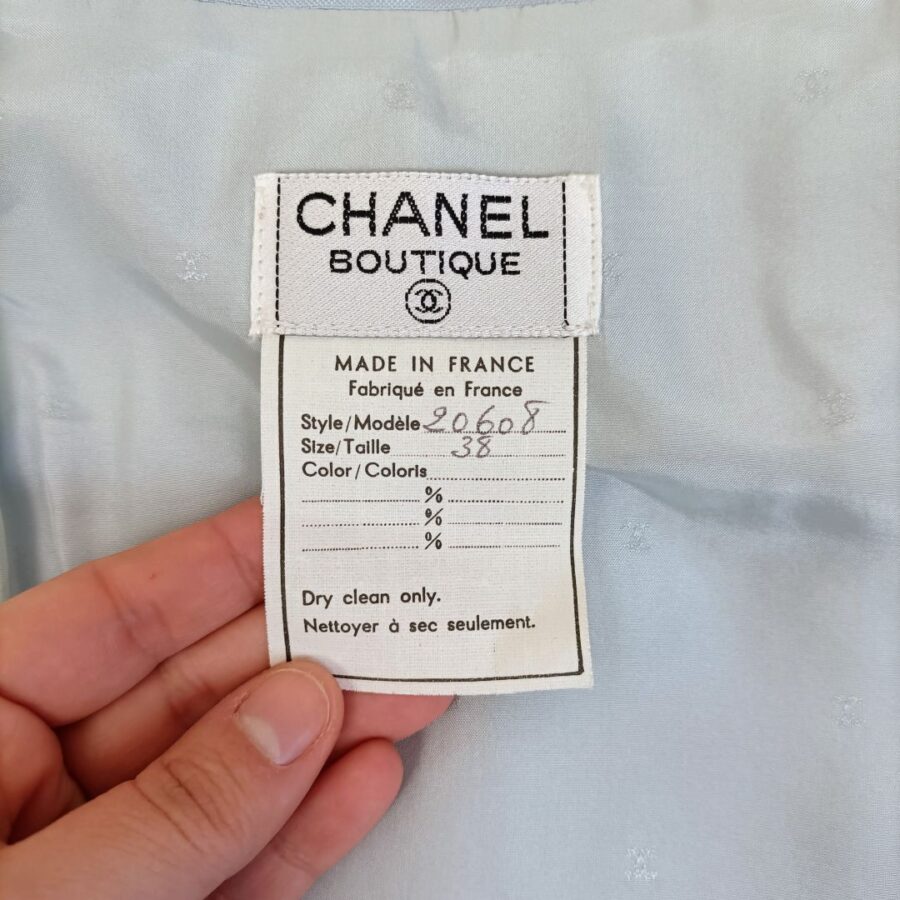 CHANEL
BOUTIQUE
MADE IN FRANCE
Fabriqué en France
Style/Modèle 20608
Size/Taille 38
Color/Coloris
%
%
%
Dry clean only.
Nettoyer à sec seulement.